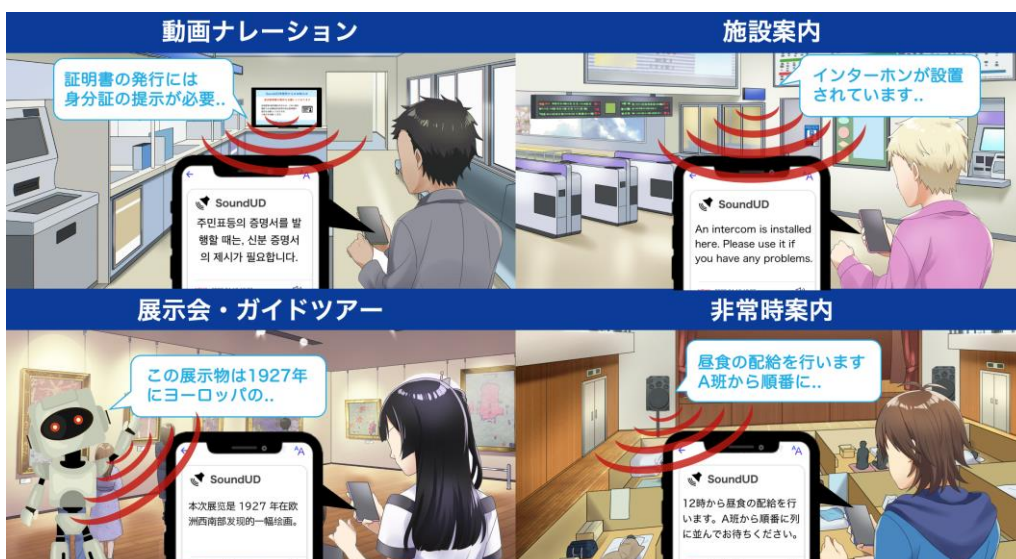 動画ナレーション
証明書の発行には
身分証の提示が必要..
SoundUD
주민표등의 증명서를 발
행할 때는, 신분 증명서
의 제시가 필요합니다.
施設案内
インターホンが設置
されています..
SoundUD
An intercom is installed
here. Please use it if
you have any problems.
展示会・ガイドツアー
この展示物は1927年
にヨーロッパの..
SoundUD
本次展览是 1927 年在欧
洲西南部发现的一幅绘画。
非常時案内
昼食の配給を行います
A班から順番に..
SoundUD
12時から昼食の配給を行
います。A班から順番に列
に並んでお待ちください。